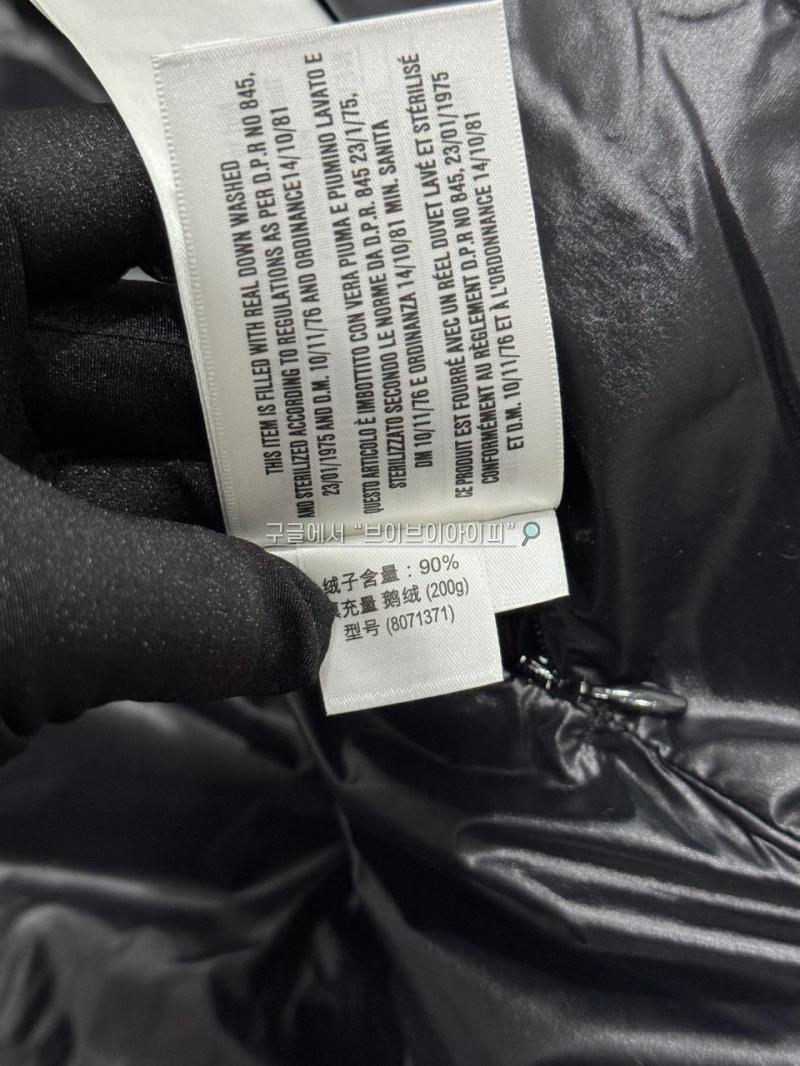 THIS ITEM IS FILLED WITH REAL DOWN WASHED
AND STERILIZED ACCORDING TO REGULATIONS AS PER D.P.R NO 845,
23/01/1975 AND D.M. 10/11/76 AND ORDINANCE14/10/81
QUESTO ARTICOLO È IMBOTTITO CON VERA PIUMA E PIUMINO LAVATO E
STERILIZZATO SECONDO LE NORME DA D.P.R. 845 23/1/75,
DM 10/11/76 E ORDINANZA 14/10/81 MIN. SANITA
CE PRODUIT EST FOURRÉ AVEC UN RÉEL DUVET LAVÉ ET STÉRILISÉ
CONFORMÉMENT AU RÈGLEMENT D.P.R NO 845, 23/01/1975
ET D.M. 10/11/76 ET À L'ORDONNANCE 14/10/81
구글에서 “브이브이아이피”
绒子含量：90%
充量 鹅绒 (200g)
型号 (8071371)